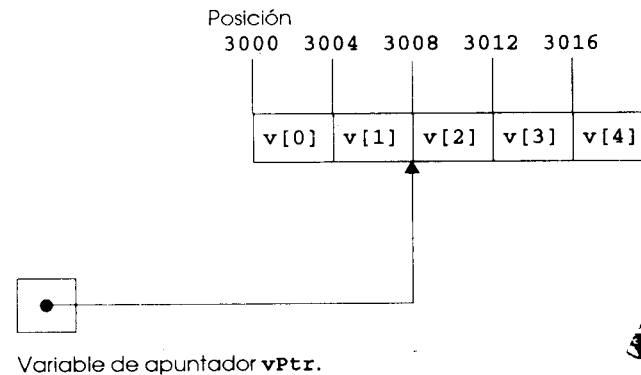 Posición
3000 3004 3008 3012 3016
v[0] v[1] v[2] v[3] v[4]
Variable de apuntador vPtr.